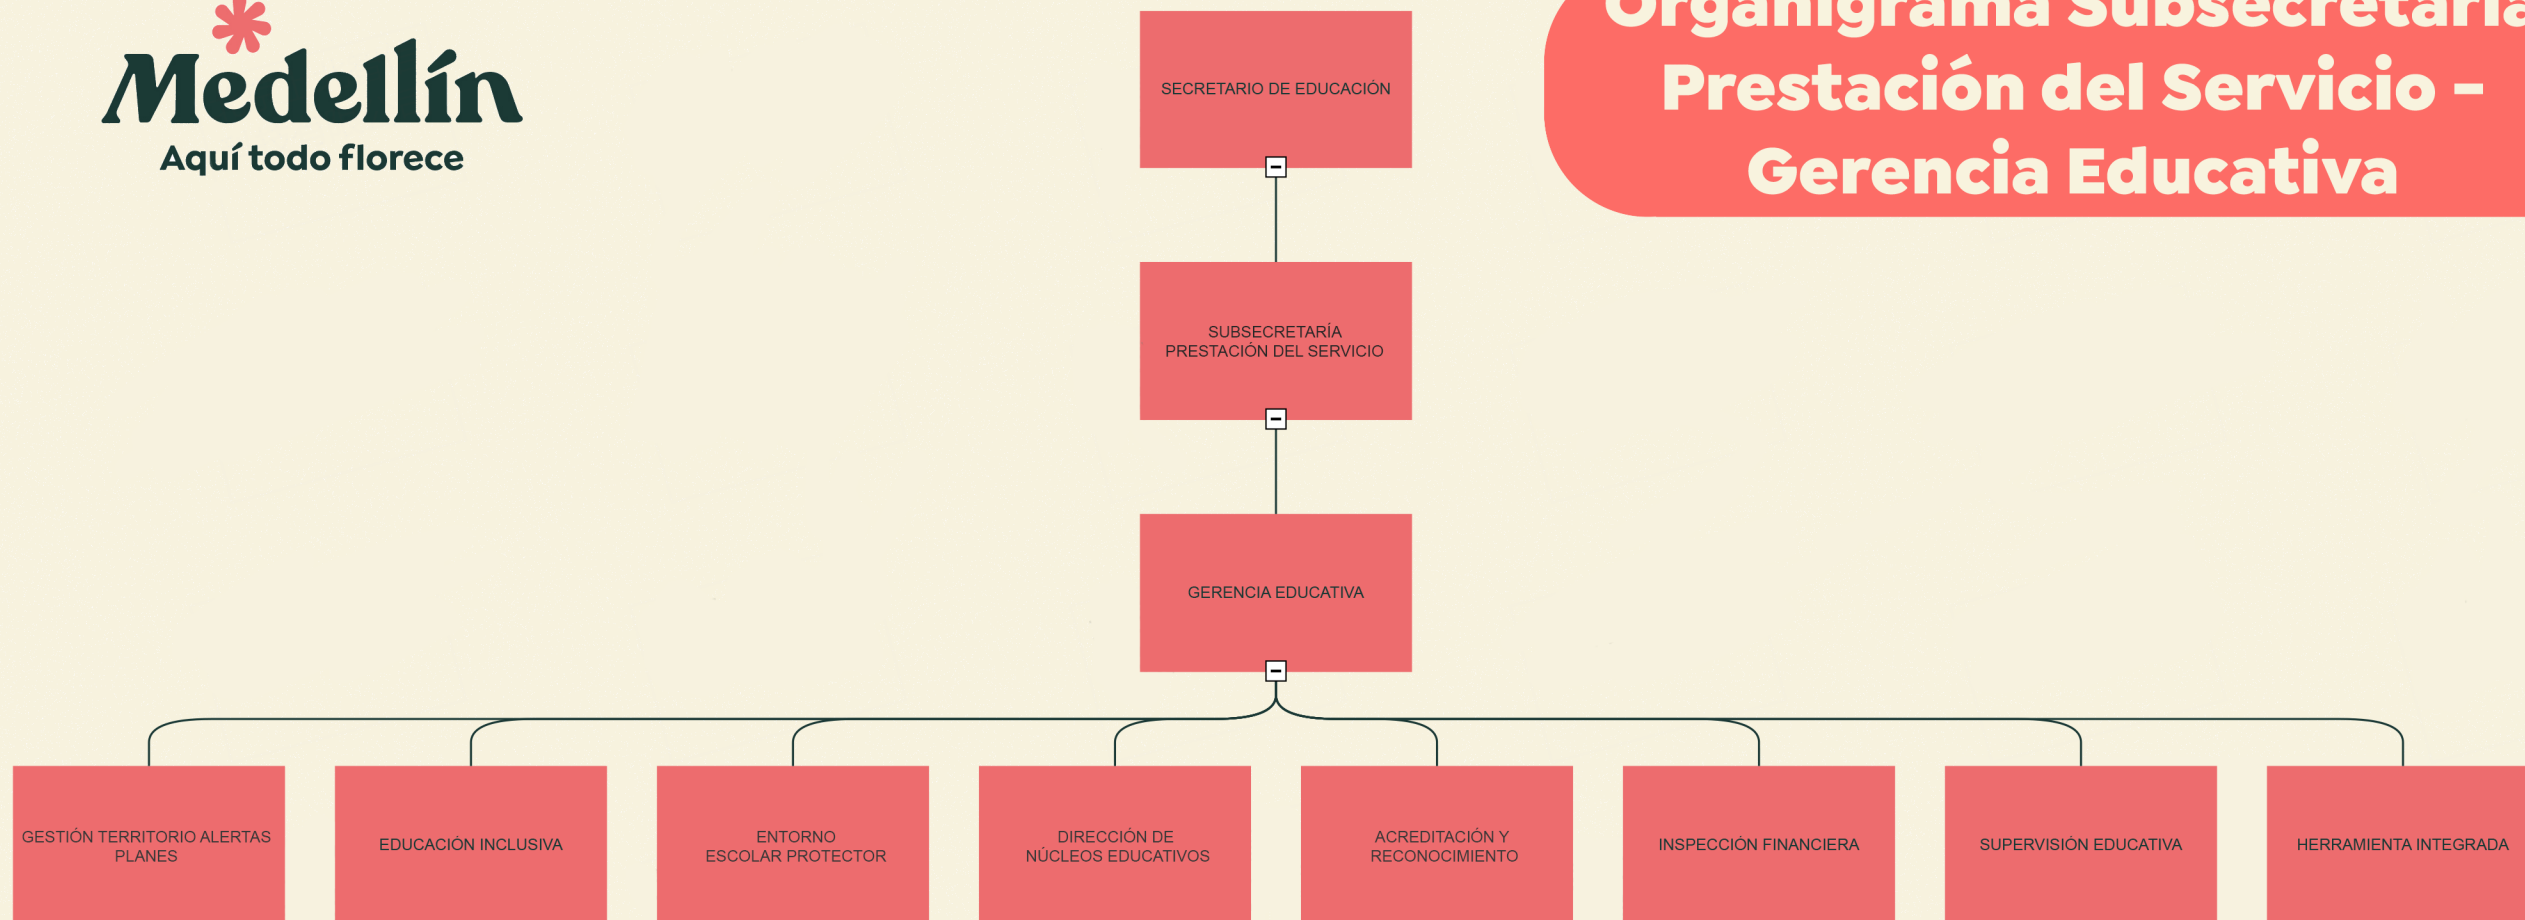 Medellín
Aquí todo florece
Organigrama Subsecretaría
Prestación del Servicio –
Gerencia Educativa
SECRETARIO DE EDUCACIÓN
SUBSECRETARÍA
PRESTACIÓN DEL SERVICIO
GERENCIA EDUCATIVA
GESTIÓN TERRITORIO ALERTAS
PLANES
EDUCACIÓN INCLUSIVA
ENTORNO
ESCOLAR PROTECTOR
DIRECCIÓN DE
NÚCLEOS EDUCATIVOS
ACREDITACIÓN Y
RECONOCIMIENTO
INSPECCIÓN FINANCIERA
SUPERVISIÓN EDUCATIVA
HERRAMIENTA INTEGRADA